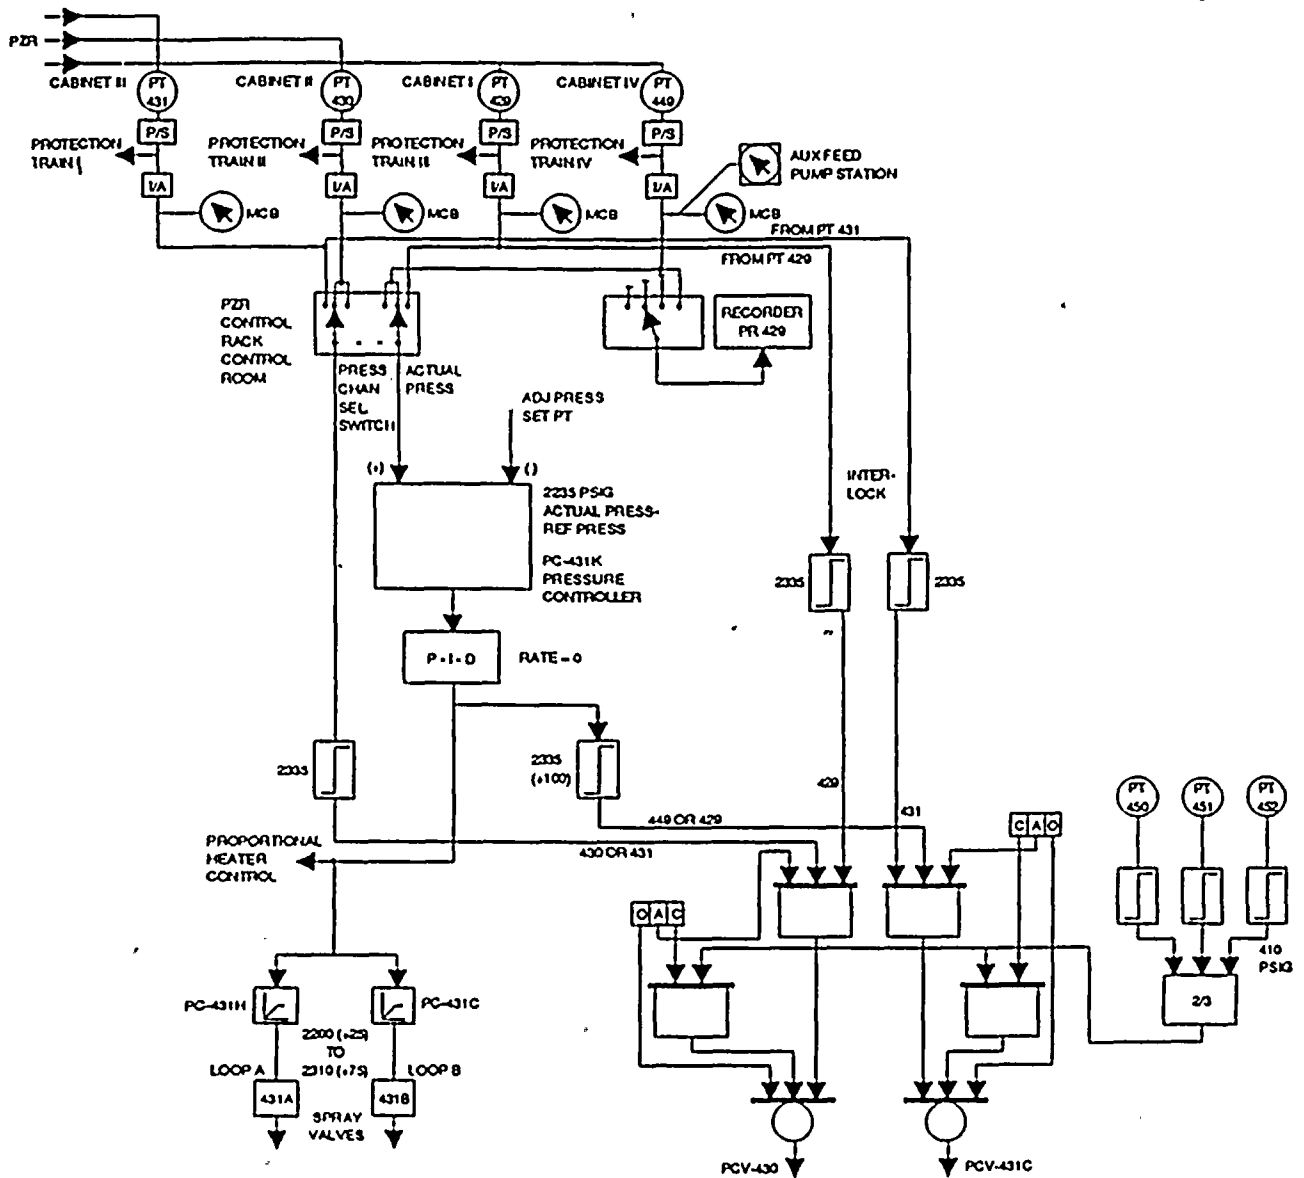 PZR
CABINET III
PT
431
CABINET II
PT
430
CABINET I
PT
429
CABINET IV
PT
449
P/S
P/S
P/S
P/S
PROTECTION
TRAIN I
PROTECTION
TRAIN II
PROTECTION
TRAIN III
PROTECTION
TRAIN IV
AUX FEED
PUMP STATION
I/A
I/A
I/A
I/A
MCB
MCB
MCB
MCB
FROM PT 431
FROM PT 429
PZR
CONTROL
RACK
CONTROL
ROOM
RECORDER
PR 429
PRESS
CHAN
SEL
SWITCH
ACTUAL
PRESS
ADJ PRESS
SET PT
(+)
( )
2235 PSIG
ACTUAL PRESS-
REF PRESS
PC-431K
PRESSURE
CONTROLLER
INTER-
LOCK
2335
2335
P+I+D
RATE = 0
2335
2335
(+100)
429
431
449 OR 429
430 OR 431
PROPORTIONAL
HEATER
CONTROL
C A O
O A C
PT
450
PT
451
PT
452
410
PSIG
2/3
PC-431H
PC-431C
2200 (+25)
TO
2310 (+75)
LOOP A
LOOP B
431A
431B
SPRAY
VALVES
PCV-430
PCV-431C